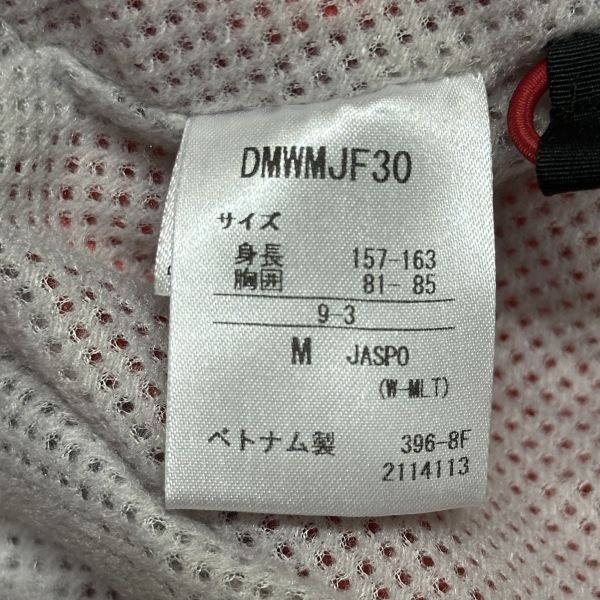 DMWMJF30
サイズ
身長 157-163
胸囲 81- 85
9-3
M JASPO
(W-MLT)
ベトナム製 396-8F
2114113